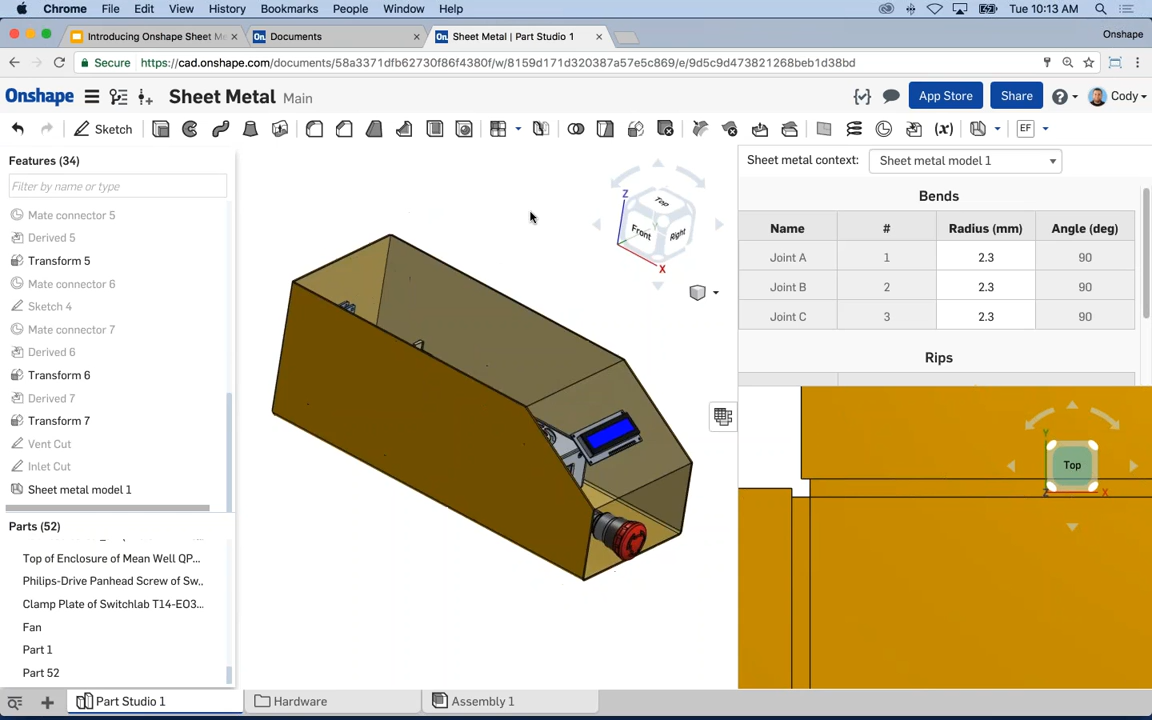 Chrome File Edit View History Bookmarks People Window Help Tue 10:13 AM
Introducing Onshape Sheet Me Documents Sheet Metal | Part Studio 1 Onshape
Secure https://cad.onshape.com/documents/58a3371dfb62730f86f4380f/w/8159d171d320387a57e5c869/e/9d5c9d473821268beb1d38bd
Onshape Sheet Metal Main App Store Share Cody
Sketch (x) EF
Features (34)
Filter by name or type
Mate connector 5
Derived 5
Transform 5
Mate connector 6
Sketch 4
Mate connector 7
Derived 6
Transform 6
Derived 7
Transform 7
Vent Cut
Inlet Cut
Sheet metal model 1
Parts (52)
Top of Enclosure of Mean Well QP...
Philips-Drive Panhead Screw of Sw..
Clamp Plate of Switchlab T14-EO3...
Fan
Part 1
Part 52
Z
Top
Front
Right
X
Sheet metal context: Sheet metal model 1
Bends
Name # Radius (mm) Angle (deg)
Joint A 1 2.3 90
Joint B 2 2.3 90
Joint C 3 2.3 90
Rips
Y
Top
Z X
Part Studio 1 Hardware Assembly 1